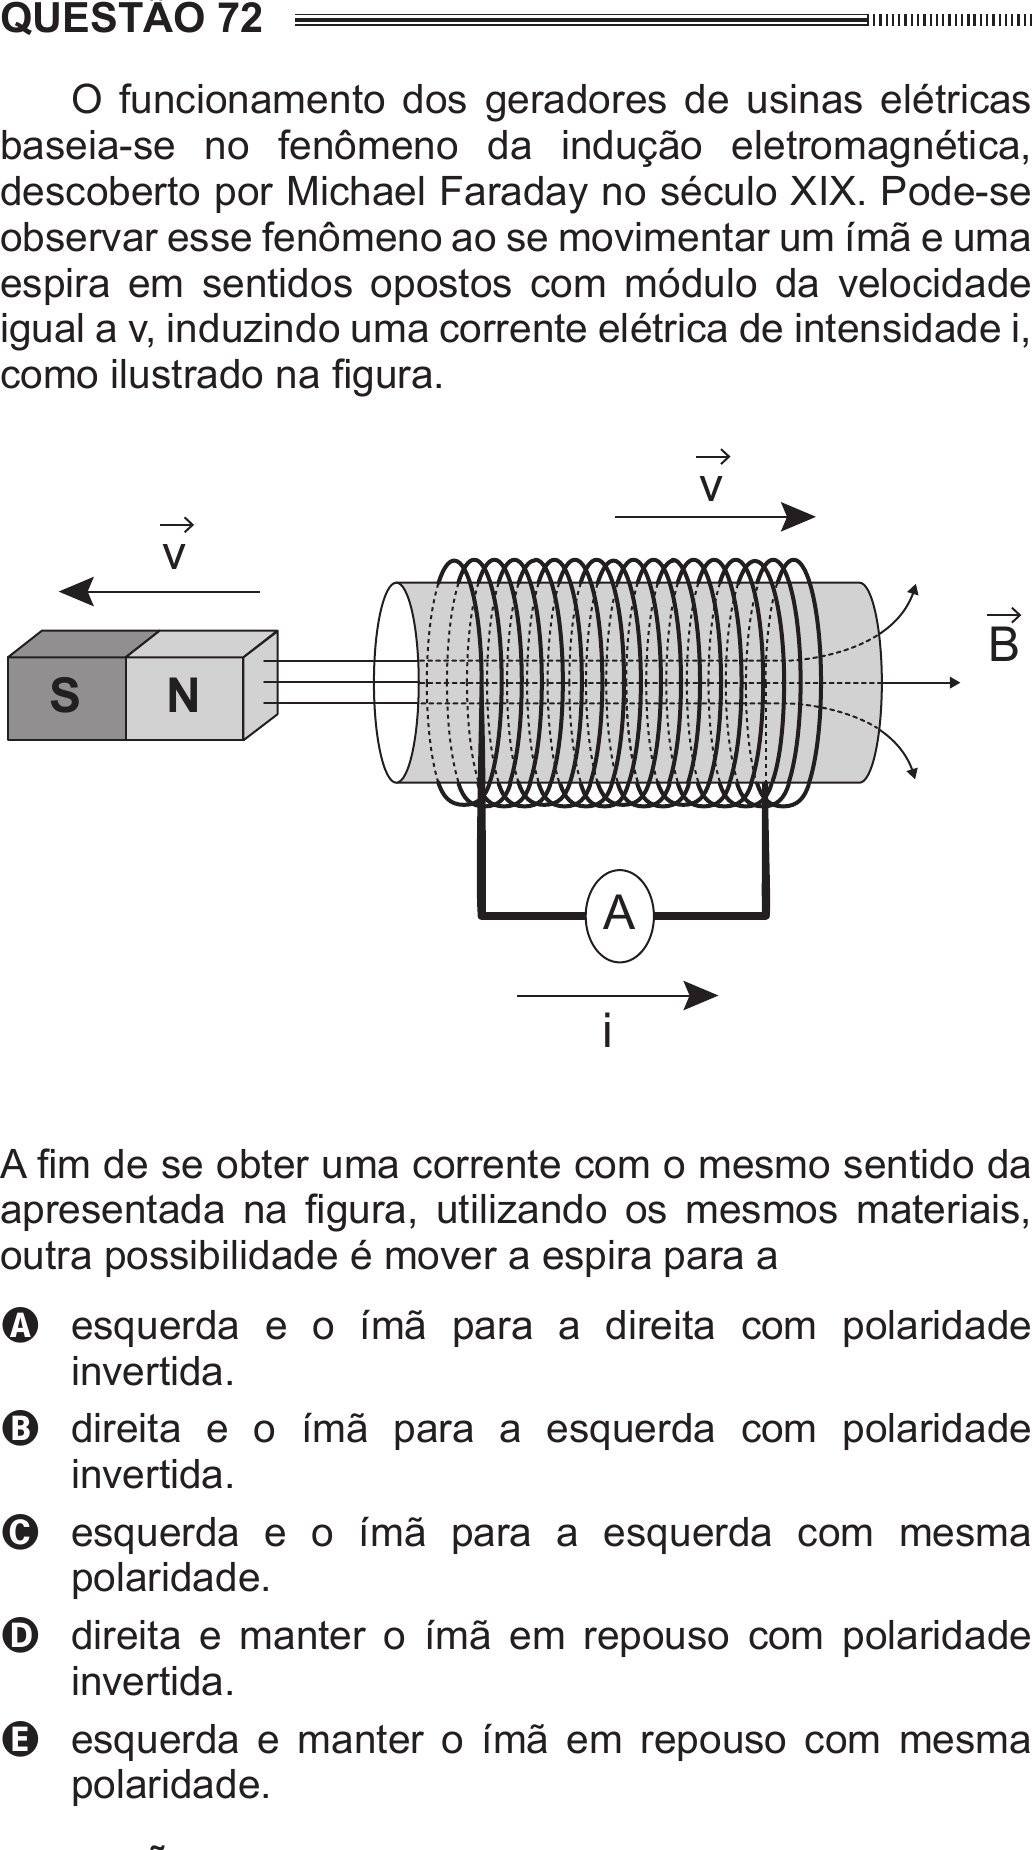 QUESTÃO 72
O funcionamento dos geradores de usinas elétricas
baseia-se no fenômeno da indução eletromagnética,
descoberto por Michael Faraday no século XIX. Pode-se
observar esse fenômeno ao se movimentar um ímã e uma
espira em sentidos opostos com módulo da velocidade
igual a v, induzindo uma corrente elétrica de intensidade i,
como ilustrado na figura.
v
v
B
S N
A
i
A fim de se obter uma corrente com o mesmo sentido da
apresentada na figura, utilizando os mesmos materiais,
outra possibilidade é mover a espira para a
A esquerda e o ímã para a direita com polaridade
invertida.
B direita e o ímã para a esquerda com polaridade
invertida.
C esquerda e o ímã para a esquerda com mesma
polaridade.
D direita e manter o ímã em repouso com polaridade
invertida.
E esquerda e manter o ímã em repouso com mesma
polaridade.